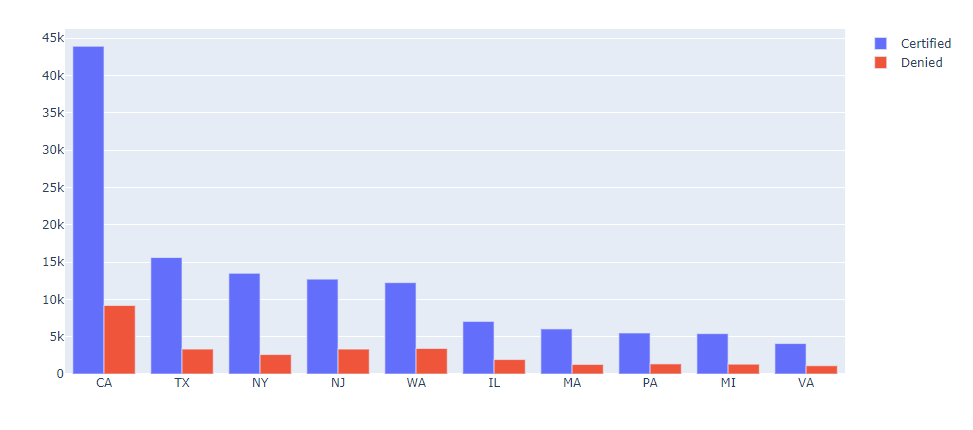 45k
40k
35k
30k
25k
20k
15k
10k
5k
0
CA TX NY NJ WA IL MA PA MI VA
Certified
Denied